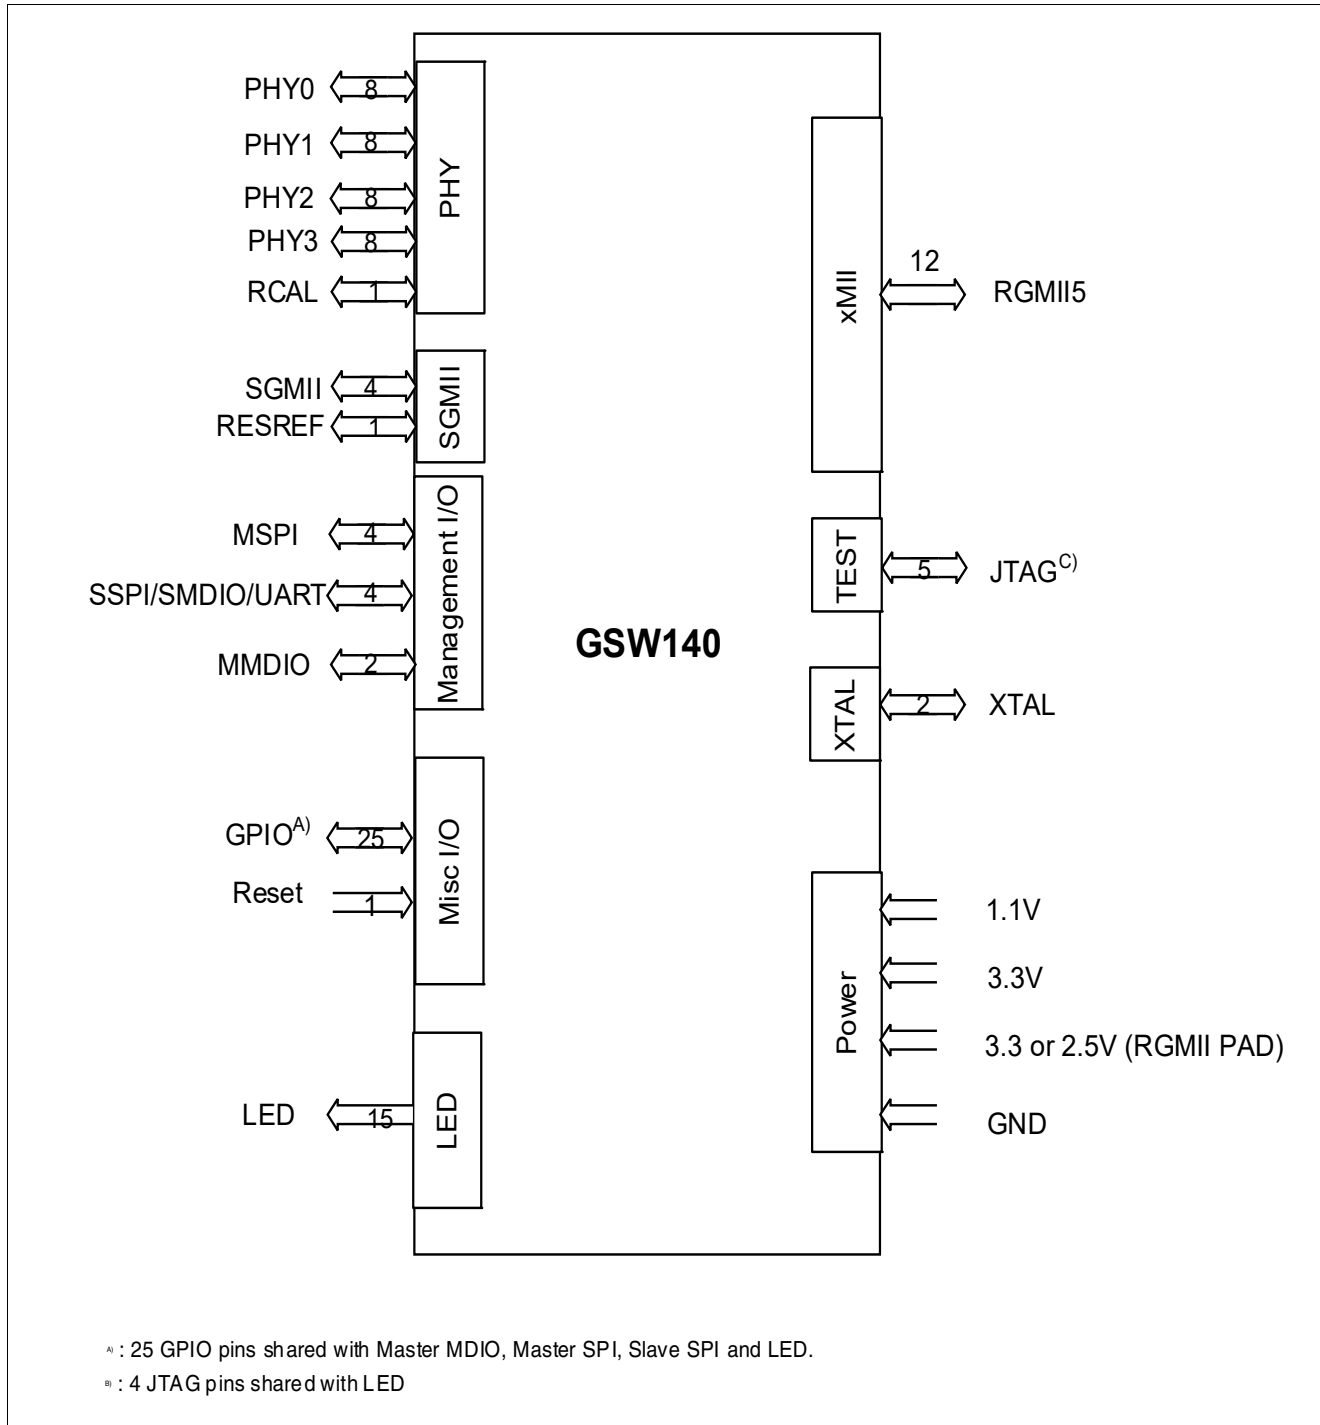 PHY0 8
PHY1 8
PHY2 8
PHY3 8
RCAL 1
PHY
SGMII 4
RESREF 1
SGMII
MSPI 4
SSPI/SMDIO/UART 4
MMDIO 2
Management I/O
GPIO A) 25
Reset 1
Misc I/O
LED 15
LED
GSW140
xMII
12
RGMII5
TEST
5 JTAG C)
XTAL
2 XTAL
Power
1.1V
3.3V
3.3 or 2.5V (RGMII PAD)
GND
A) : 25 GPIO pins shared with Master MDIO, Master SPI, Slave SPI and LED.
B) : 4 JTAG pins shared with LED